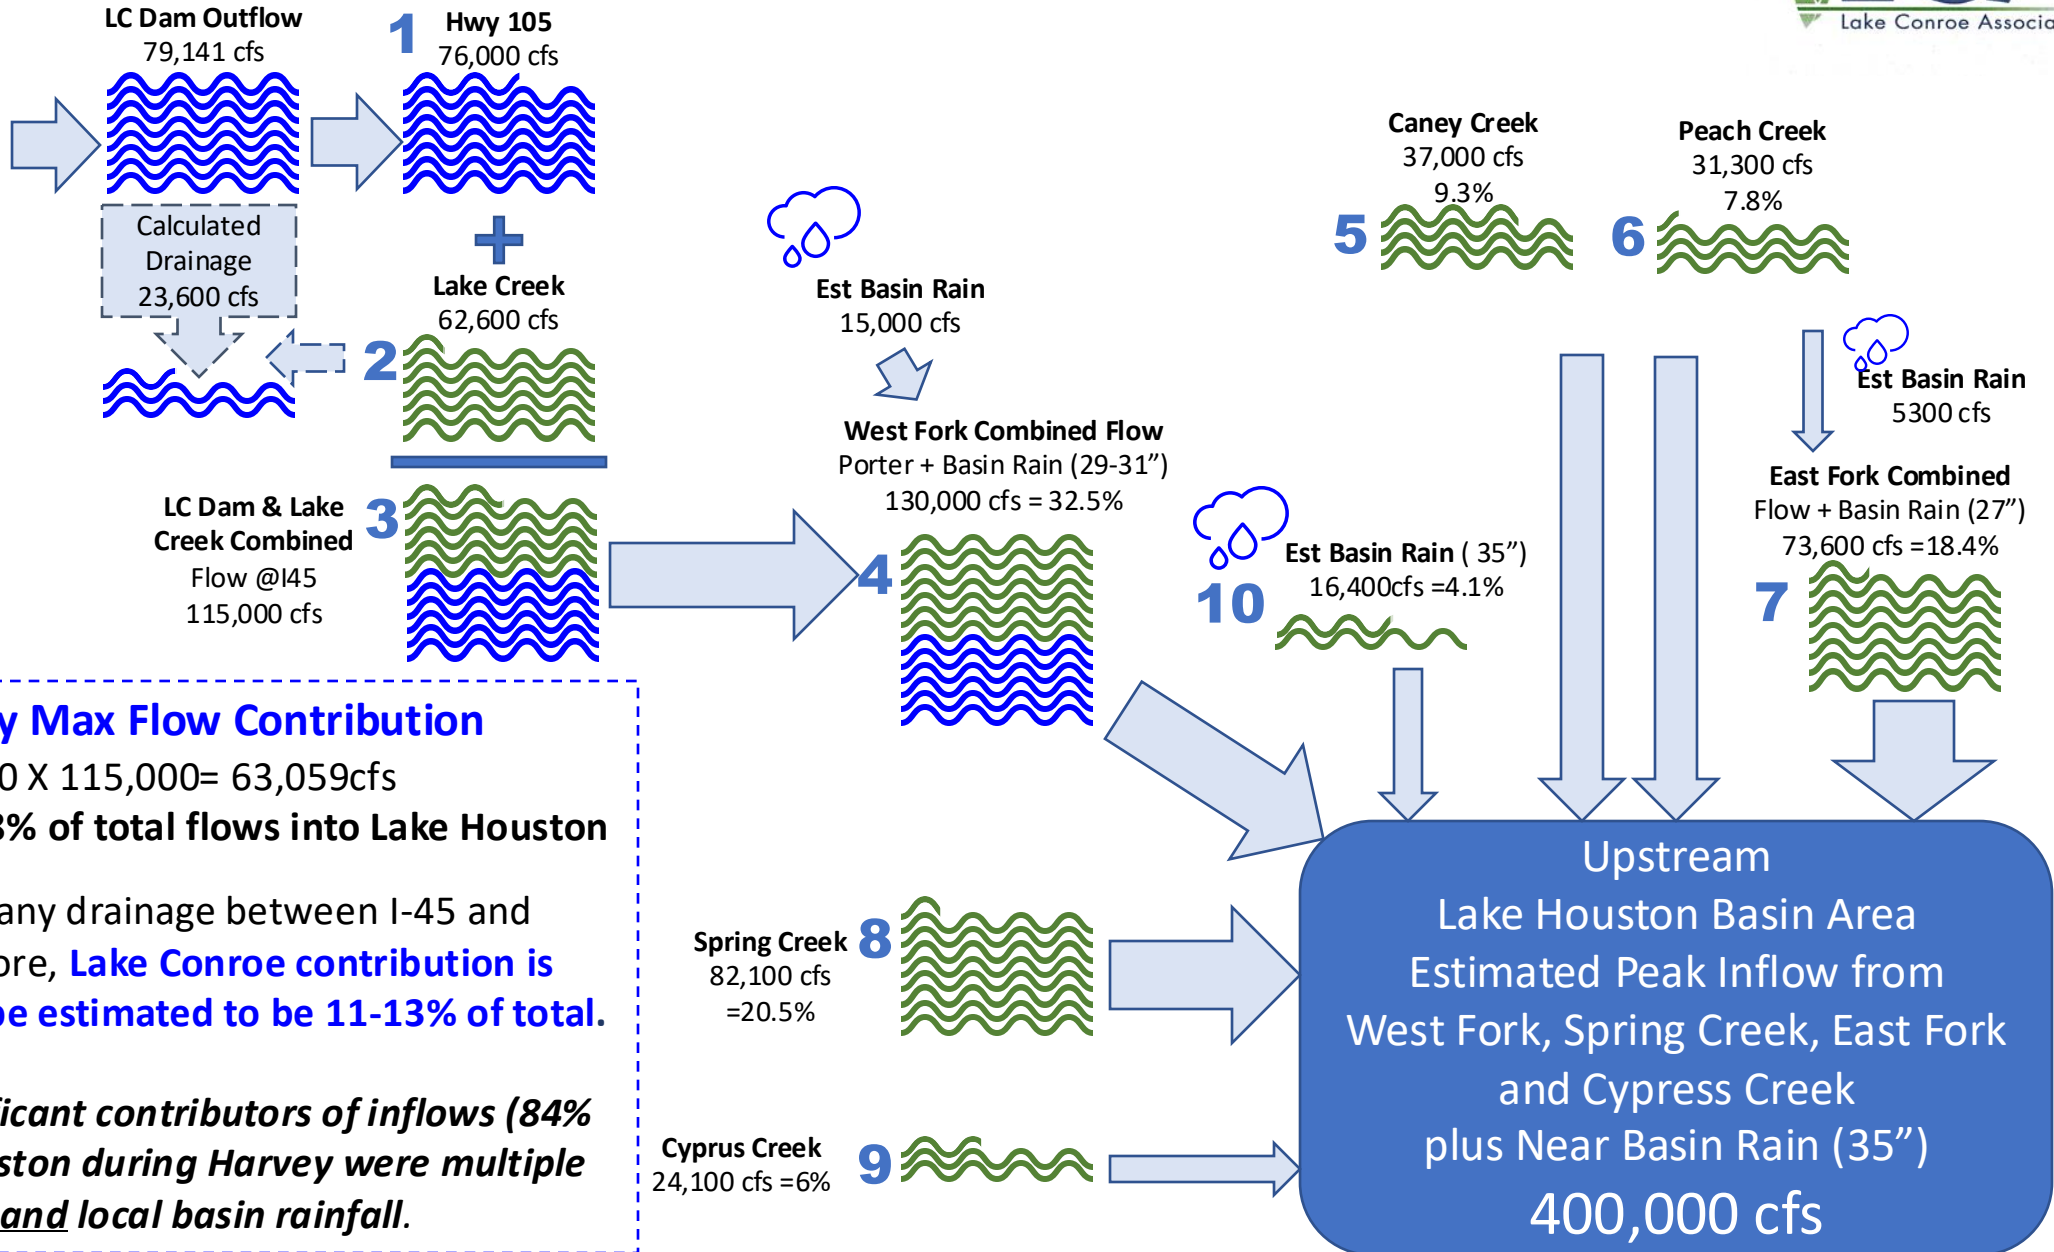 Lake Conroe Associa
LC Dam Outflow
79,141 cfs
1
Hwy 105
76,000 cfs
Calculated
Drainage
23,600 cfs
Lake Creek
62,600 cfs
2
LC Dam & Lake
Creek Combined
Flow @I45
115,000 cfs
3
Est Basin Rain
15,000 cfs
West Fork Combined Flow
Porter + Basin Rain (29-31”)
130,000 cfs = 32.5%
4
Caney Creek
37,000 cfs
9.3%
5
Peach Creek
31,300 cfs
7.8%
6
Est Basin Rain
5300 cfs
East Fork Combined
Flow + Basin Rain (27”)
73,600 cfs =18.4%
7
Est Basin Rain ( 35”)
16,400cfs =4.1%
10
y Max Flow Contribution
0 X 115,000= 63,059cfs
8% of total flows into Lake Houston
any drainage between I-45 and
ore, Lake Conroe contribution is
be estimated to be 11-13% of total.
ficant contributors of inflows (84%
ston during Harvey were multiple
and local basin rainfall.
Spring Creek
82,100 cfs
=20.5%
8
Cyprus Creek
24,100 cfs =6%
9
Upstream
Lake Houston Basin Area
Estimated Peak Inflow from
West Fork, Spring Creek, East Fork
and Cypress Creek
plus Near Basin Rain (35”)
400,000 cfs